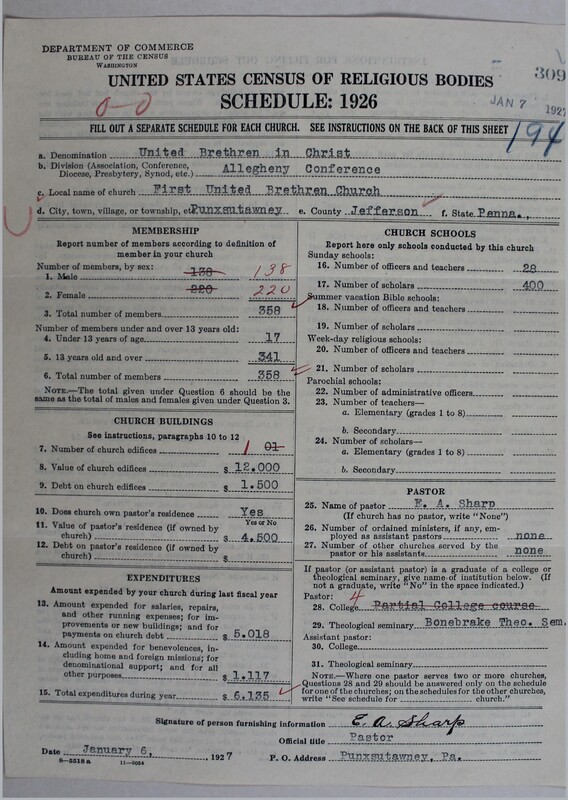 DEPARTMENT OF COMMERCE
BUREAU OF THE CENSUS
WASHINGTON
309
UNITED STATES CENSUS OF RELIGIOUS BODIES
SCHEDULE: 1926
JAN 7 192
0-0
FILL OUT A SEPARATE SCHEDULE FOR EACH CHURCH. SEE INSTRUCTIONS ON THE BACK OF THIS SHEET
194
a. Denomination United Brethren in Christ
b. Division (Association, Conference, Diocese, Presbytery, Synod, etc.) Allegheny Conference
c. Local name of church First United Brethren Church
d. City, town, village, or township, etc. Punxsutawney e. County Jefferson f. State Penna.,
MEMBERSHIP
Report number of members according to definition of
member in your church
Number of members, by sex:
1. Male 138 138
2. Female 220 220
3. Total number of members 358
Number of members under and over 13 years old:
4. Under 13 years of age 17
5. 13 years old and over 341
6. Total number of members 358
NOTE.—The total given under Question 6 should be
same as the total of males and females given under Question 3.
CHURCH BUILDINGS
See instructions, paragraphs 10 to 12
7. Number of church edifices 1 01
8. Value of church edifices $ 12.000
9. Debt on church edifices $ 1.500
10. Does church own pastor's residence? Yes
Yes or No
11. Value of pastor's residence (if owned by
church) $ 4.500
12. Debt on pastor's residence (if owned by
church) $
EXPENDITURES
Amount expended by your church during last fiscal year
13. Amount expended for salaries, repairs,
and other running expenses; for im-
provements or new buildings; and for
payments on church debt $ 5.018
14. Amount expended for benevolences, in-
cluding home and foreign missions; for
denominational support; and for all
other purposes $ 1.117
15. Total expenditures during year $ 6.135
CHURCH SCHOOLS
Report here only schools conducted by this church
Sunday schools:
16. Number of officers and teachers 28
17. Number of scholars 400
Summer vacation Bible schools:
18. Number of officers and teachers
19. Number of scholars
Week-day religious schools:
20. Number of officers and teachers
21. Number of scholars
Parochial schools:
22. Number of administrative officers
23. Number of teachers—
a. Elementary (grades 1 to 8)
b. Secondary
24. Number of scholars—
a. Elementary (grades 1 to 8)
b. Secondary
PASTOR
25. Name of pastor E. A. Sharp
(If church has no pastor, write "None")
26. Number of ordained ministers, if any, em-
ployed as assistant pastors none
27. Number of other churches served by the
pastor or his assistants none
If pastor (or assistant pastor) is a graduate of a college or
theological seminary, give name of institution below. (If
not a graduate, write "No" in the space indicated.)
Pastor: 4
28. College Partial College course
29. Theological seminary Bonebrake Theo. Sem.
Assistant pastor:
30. College
31. Theological seminary
NOTE.—Where one pastor serves two or more churches,
Questions 28 and 29 should be answered only on the schedule
for one of the churches; on the schedules for the other churches,
write "See schedule for church."
Signature of person furnishing information E. A. Sharp
Official title Pastor
Date January 6, 1927 P. O. Address Punxsutawney, Pa.
8—5518a 11—9054